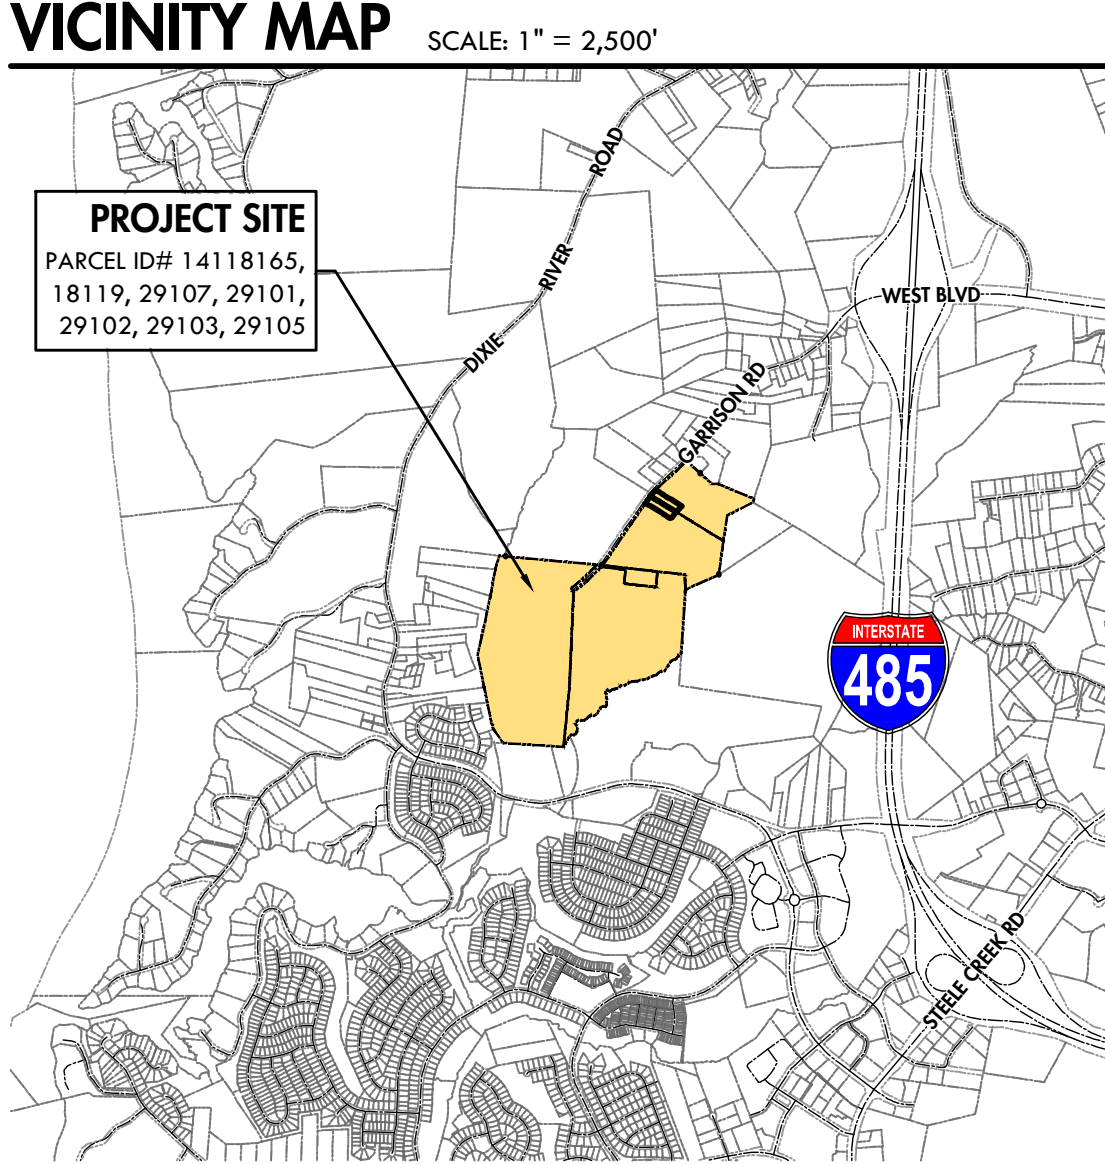 VICINITY MAP
SCALE: 1" = 2,500'
PROJECT SITE
PARCEL ID# 14118165,
18119, 29107, 29101,
29102, 29103, 29105
DIXIE RIVER ROAD
WEST BLVD
GARRISON RD
INTERSTATE
485
STEELE CREEK RD